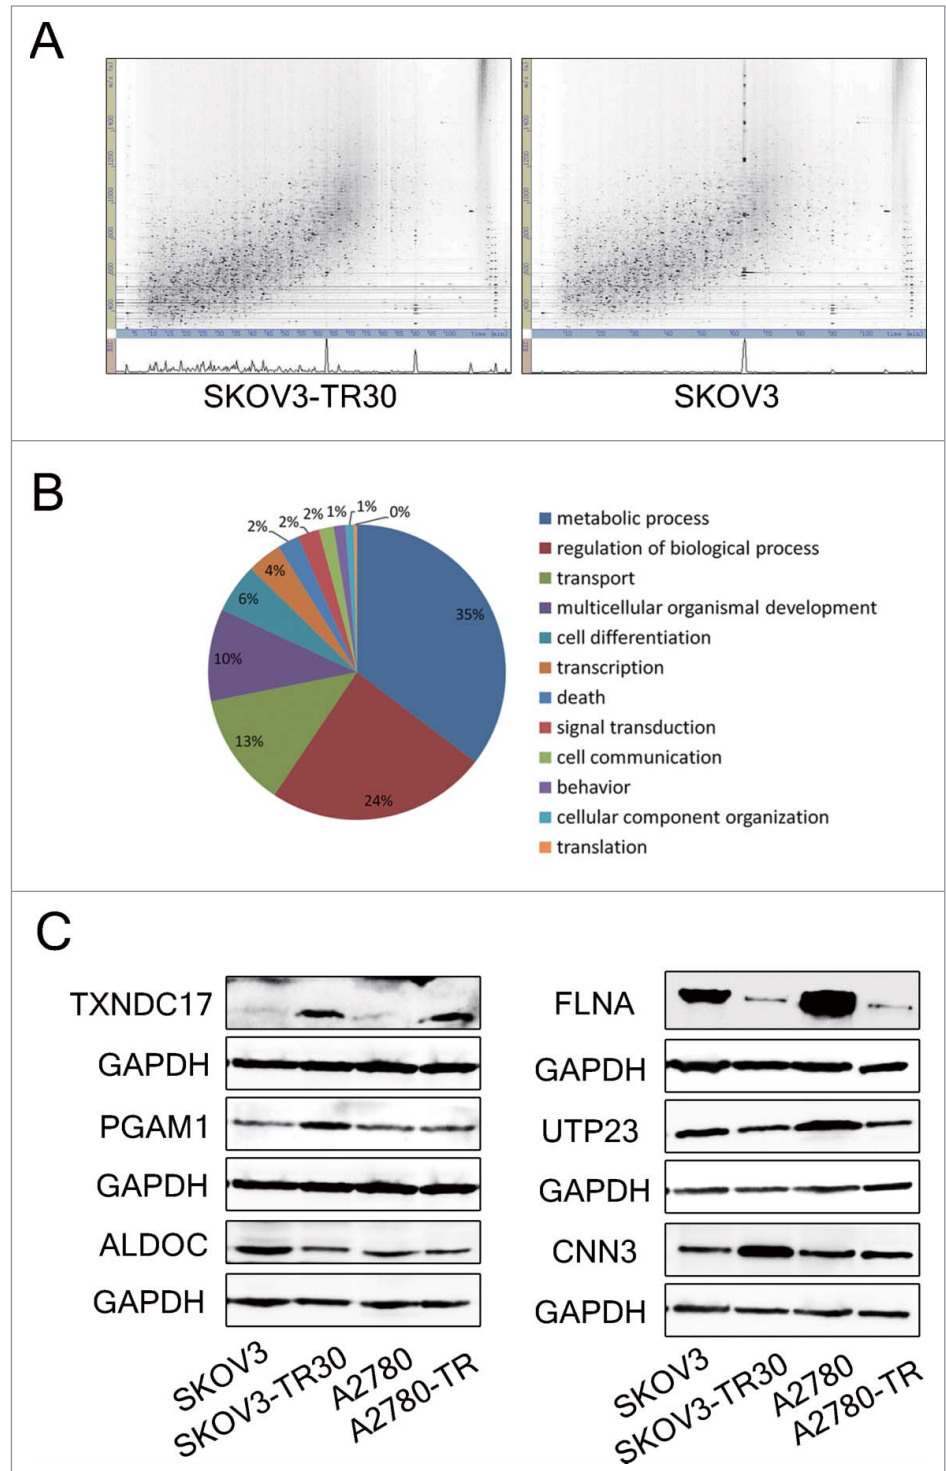 A
SKOV3-TR30
SKOV3
B
2%
2%
2%
1%
1%
0%
4%
6%
10%
13%
24%
35%
metabolic process
regulation of biological process
transport
multicellular organismal development
cell differentiation
transcription
death
signal transduction
cell communication
behavior
cellular component organization
translation
C
TXNDC17
GAPDH
PGAM1
GAPDH
ALDOC
GAPDH
SKOV3
SKOV3-TR30
A2780
A2780-TR
FLNA
GAPDH
UTP23
GAPDH
CNN3
GAPDH
SKOV3
SKOV3-TR30
A2780
A2780-TR